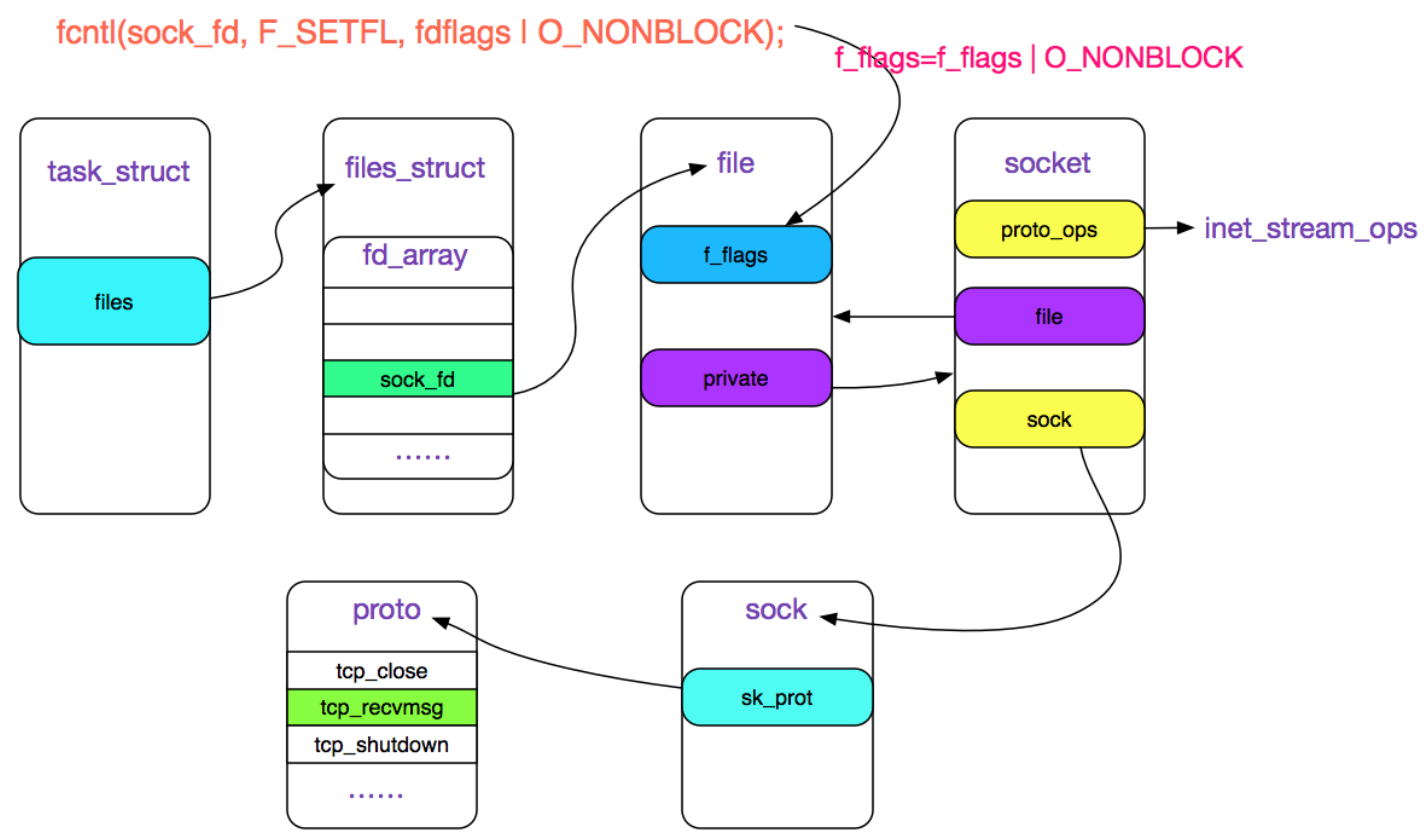 fcntl(sock_fd, F_SETFL, fdflags | O_NONBLOCK);
f_flags=f_flags | O_NONBLOCK
task_struct
files
files_struct
fd_array
sock_fd
......
file
f_flags
private
socket
proto_ops
file
sock
inet_stream_ops
proto
tcp_close
tcp_recvmsg
tcp_shutdown
......
sock
sk_prot